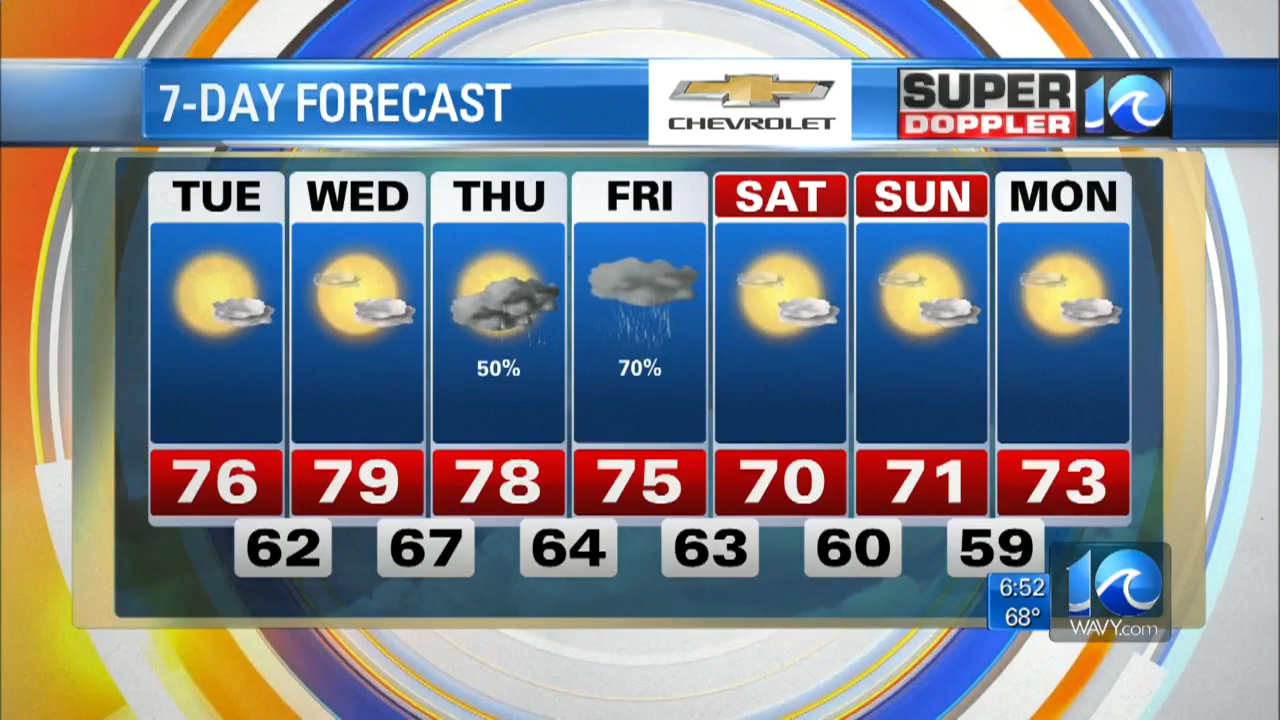 7-DAY FORECAST
CHEVROLET
SUPER
DOPPLER
10
TUE WED THU FRI SAT SUN MON
50% 70%
76 79 78 75 70 71 73
62 67 64 63 60 59
6:52
68°
10
WAVY.com